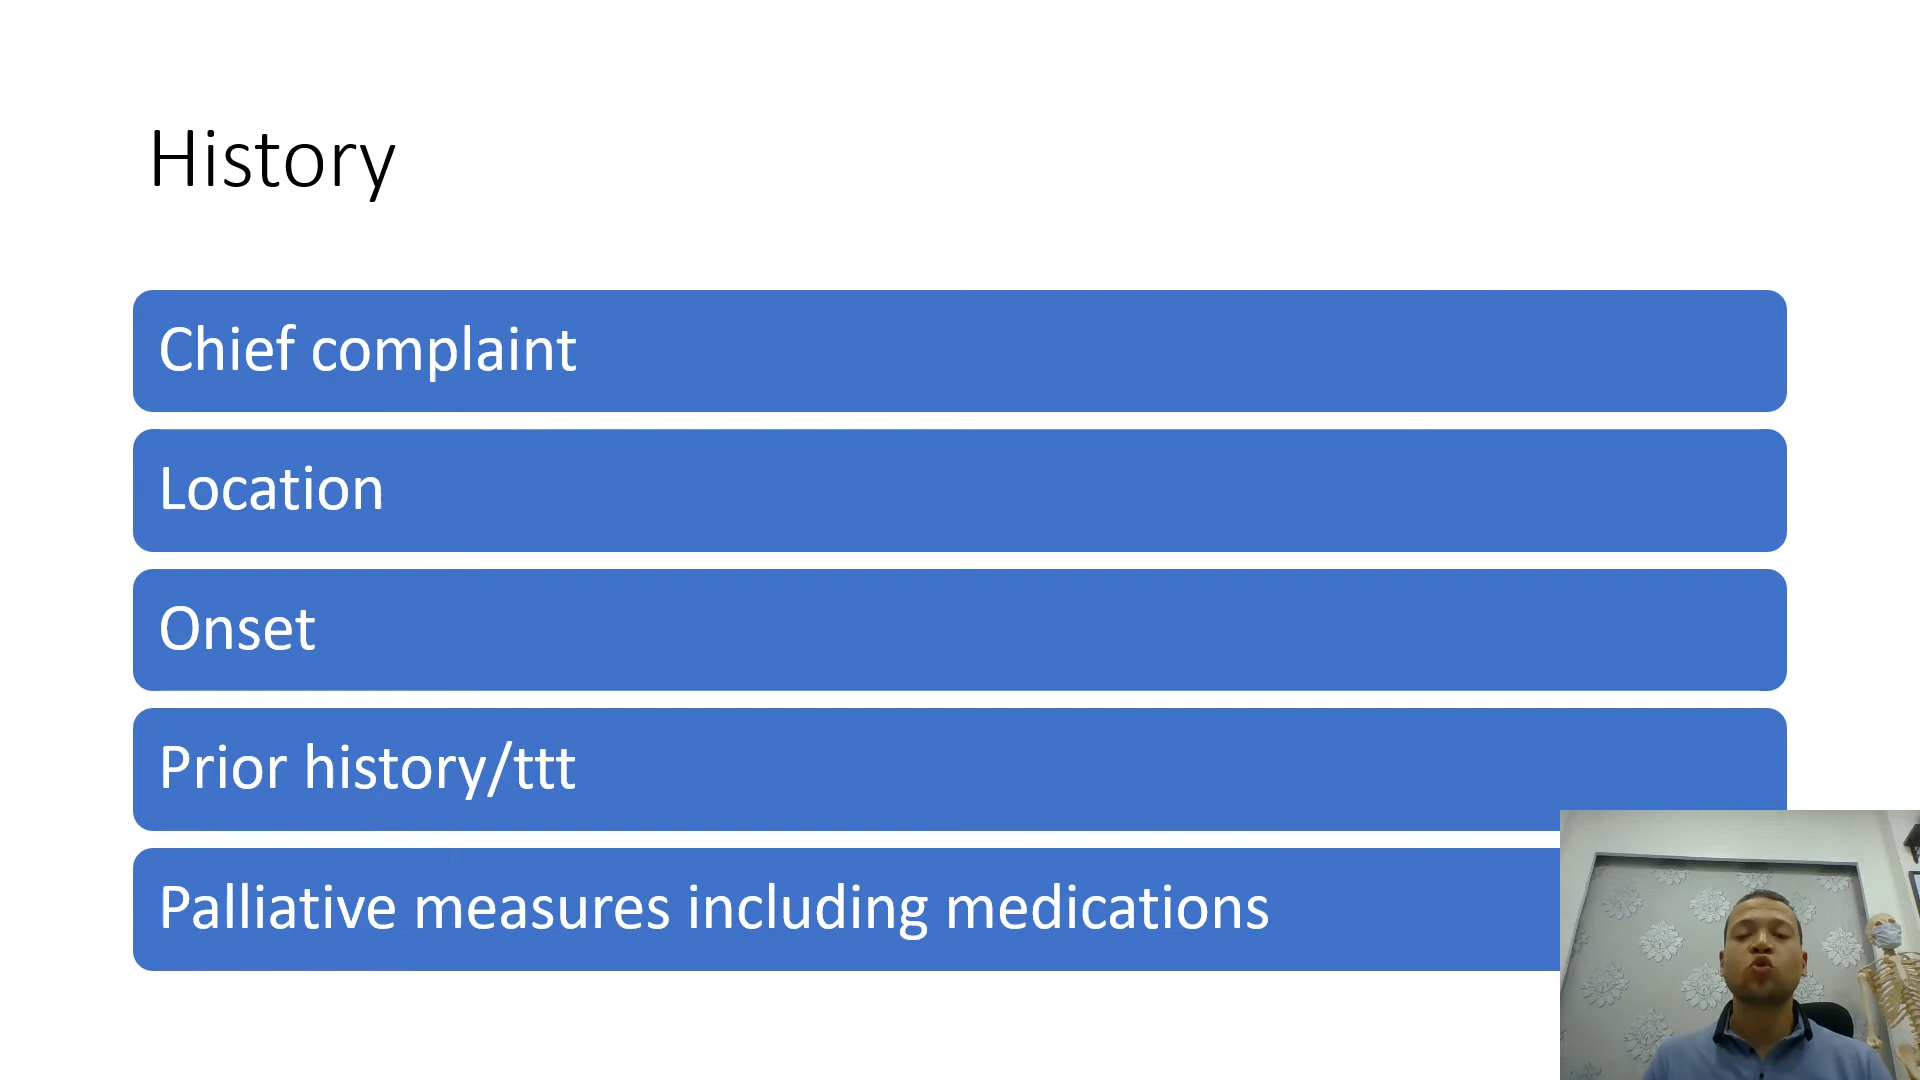 History
Chief complaint
Location
Onset
Prior history/ttt
Palliative measures including medications